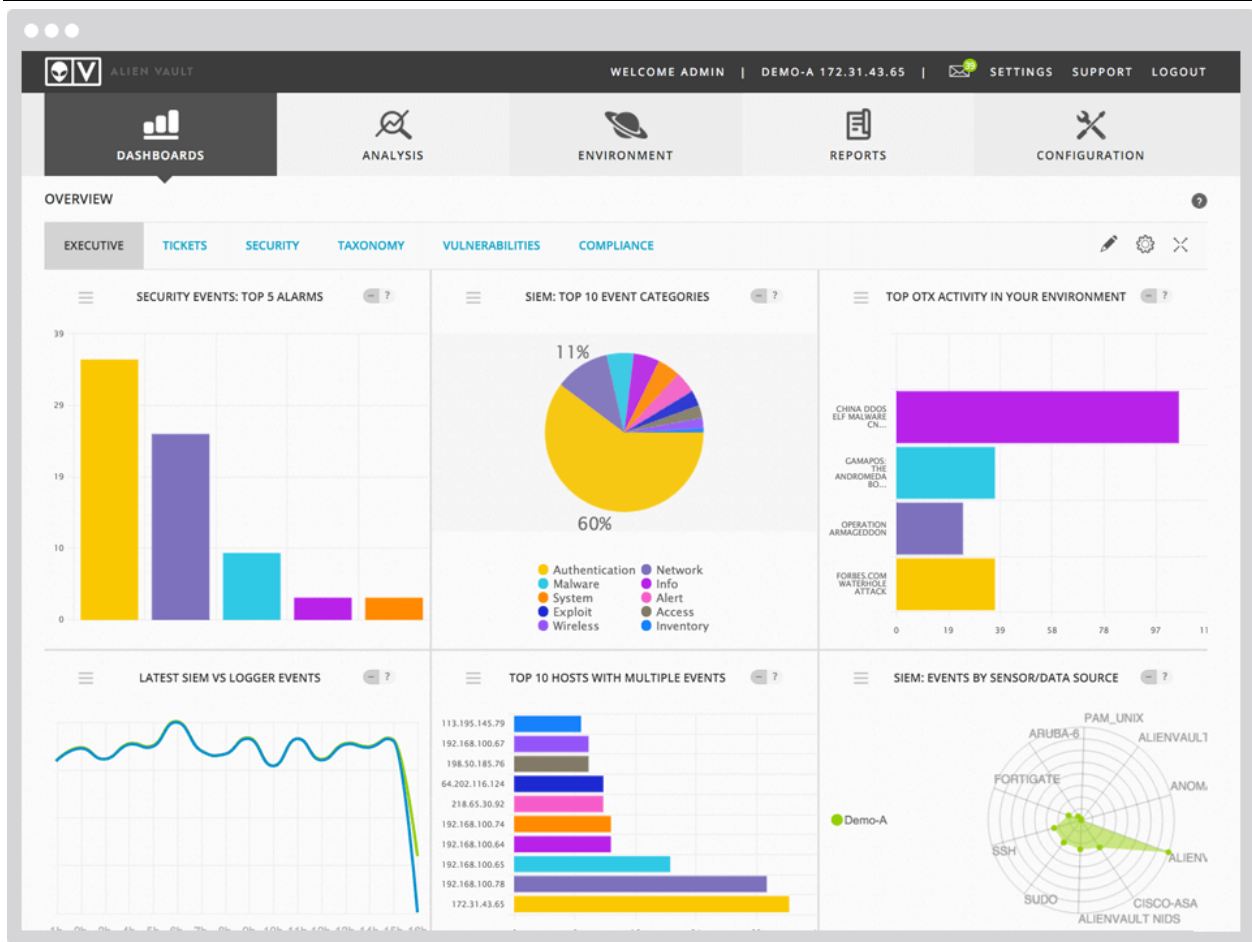 V ALIEN VAULT
WELCOME ADMIN | DEMO-A 172.31.43.65 | 39 SETTINGS SUPPORT LOGOUT
DASHBOARDS
ANALYSIS
ENVIRONMENT
REPORTS
CONFIGURATION
OVERVIEW
?
EXECUTIVE TICKETS SECURITY TAXONOMY VULNERABILITIES COMPLIANCE
SECURITY EVENTS: TOP 5 ALARMS − ?
39
29
19
10
0
SIEM: TOP 10 EVENT CATEGORIES − ?
11%
60%
Authentication Network
Malware Info
System Alert
Exploit Access
Wireless Inventory
TOP OTX ACTIVITY IN YOUR ENVIRONMENT − ?
CHINA DDOS
ELF MALWARE
CN...
GAMAPOS:
THE
ANDROMEDA
BO...
OPERATION
ARMAGEDDON
FORBES.COM
WATERHOLE
ATTACK
0 19 39 58 78 97 11
LATEST SIEM VS LOGGER EVENTS − ?
TOP 10 HOSTS WITH MULTIPLE EVENTS − ?
113.195.145.79
192.168.100.67
198.50.185.76
64.202.116.124
218.65.30.92
192.168.100.74
192.168.100.64
192.168.100.65
192.168.100.78
172.31.43.65
SIEM: EVENTS BY SENSOR/DATA SOURCE − ?
Demo-A
PAM_UNIX
ARUBA-6
ALIENVAULT
FORTIGATE
ANOM
SSH
ALIENV
SUDO
CISCO-ASA
ALIENVAULT NIDS